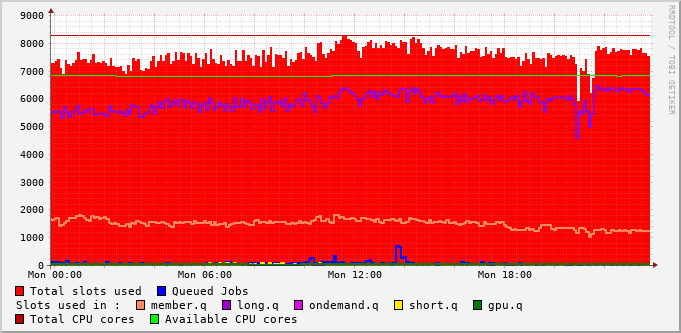 RRDTOOL / TOBI OETIKER
9000
8000
7000
6000
5000
4000
3000
2000
1000
0
Mon 00:00 Mon 06:00 Mon 12:00 Mon 18:00
Total slots used Queued Jobs
Slots used in : member.q long.q ondemand.q short.q gpu.q
Total CPU cores Available CPU cores